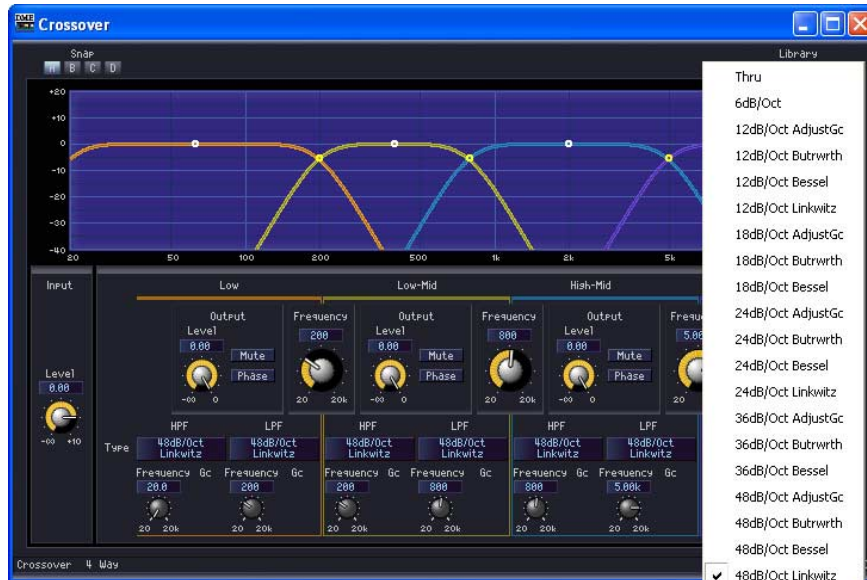 DME Crossover
Snap
A B C D
Library
+20
+10
0
-10
-20
-30
-40
20 50 100 200 500 1k 2k 5k
Input
Low Low-Mid High-Mid
Output Frequency Output Frequency Output
Level 200 Level 800 Level 5.00
0.00 0.00 0.00
Mute Mute Mute
Phase Phase Phase
-∞ 0 20 20k -∞ 0 20 20k -∞ 0 20
Level
0.00
-∞ +10
HPF LPF HPF LPF HPF LPF
Type 48dB/Oct Linkwitz 48dB/Oct Linkwitz 48dB/Oct Linkwitz 48dB/Oct Linkwitz 48dB/Oct Linkwitz 48dB/Oct Linkwitz
Frequency Gc Frequency Gc Frequency Gc Frequency Gc Frequency Gc Frequency Gc
20.0 200 200 800 800 5.00k
20 20k 20 20k 20 20k 20 20k 20 20k 20 20k
Crossover 4 Way
Thru
6dB/Oct
12dB/Oct AdjustGc
12dB/Oct Butrwrth
12dB/Oct Bessel
12dB/Oct Linkwitz
18dB/Oct AdjustGc
18dB/Oct Butrwrth
18dB/Oct Bessel
24dB/Oct AdjustGc
24dB/Oct Butrwrth
24dB/Oct Bessel
24dB/Oct Linkwitz
36dB/Oct AdjustGc
36dB/Oct Butrwrth
36dB/Oct Bessel
48dB/Oct AdjustGc
48dB/Oct Butrwrth
48dB/Oct Bessel
48dB/Oct Linkwitz